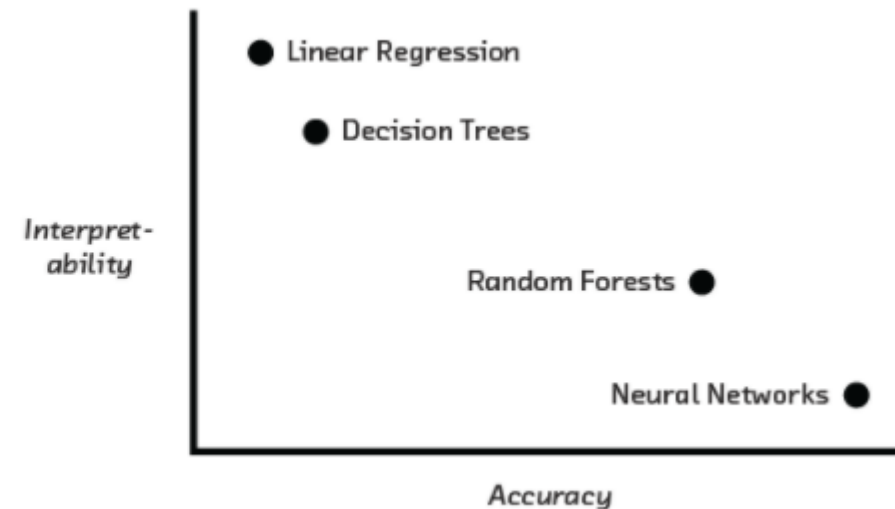 Linear Regression
Decision Trees
Interpret-
ability
Random Forests
Neural Networks
Accuracy